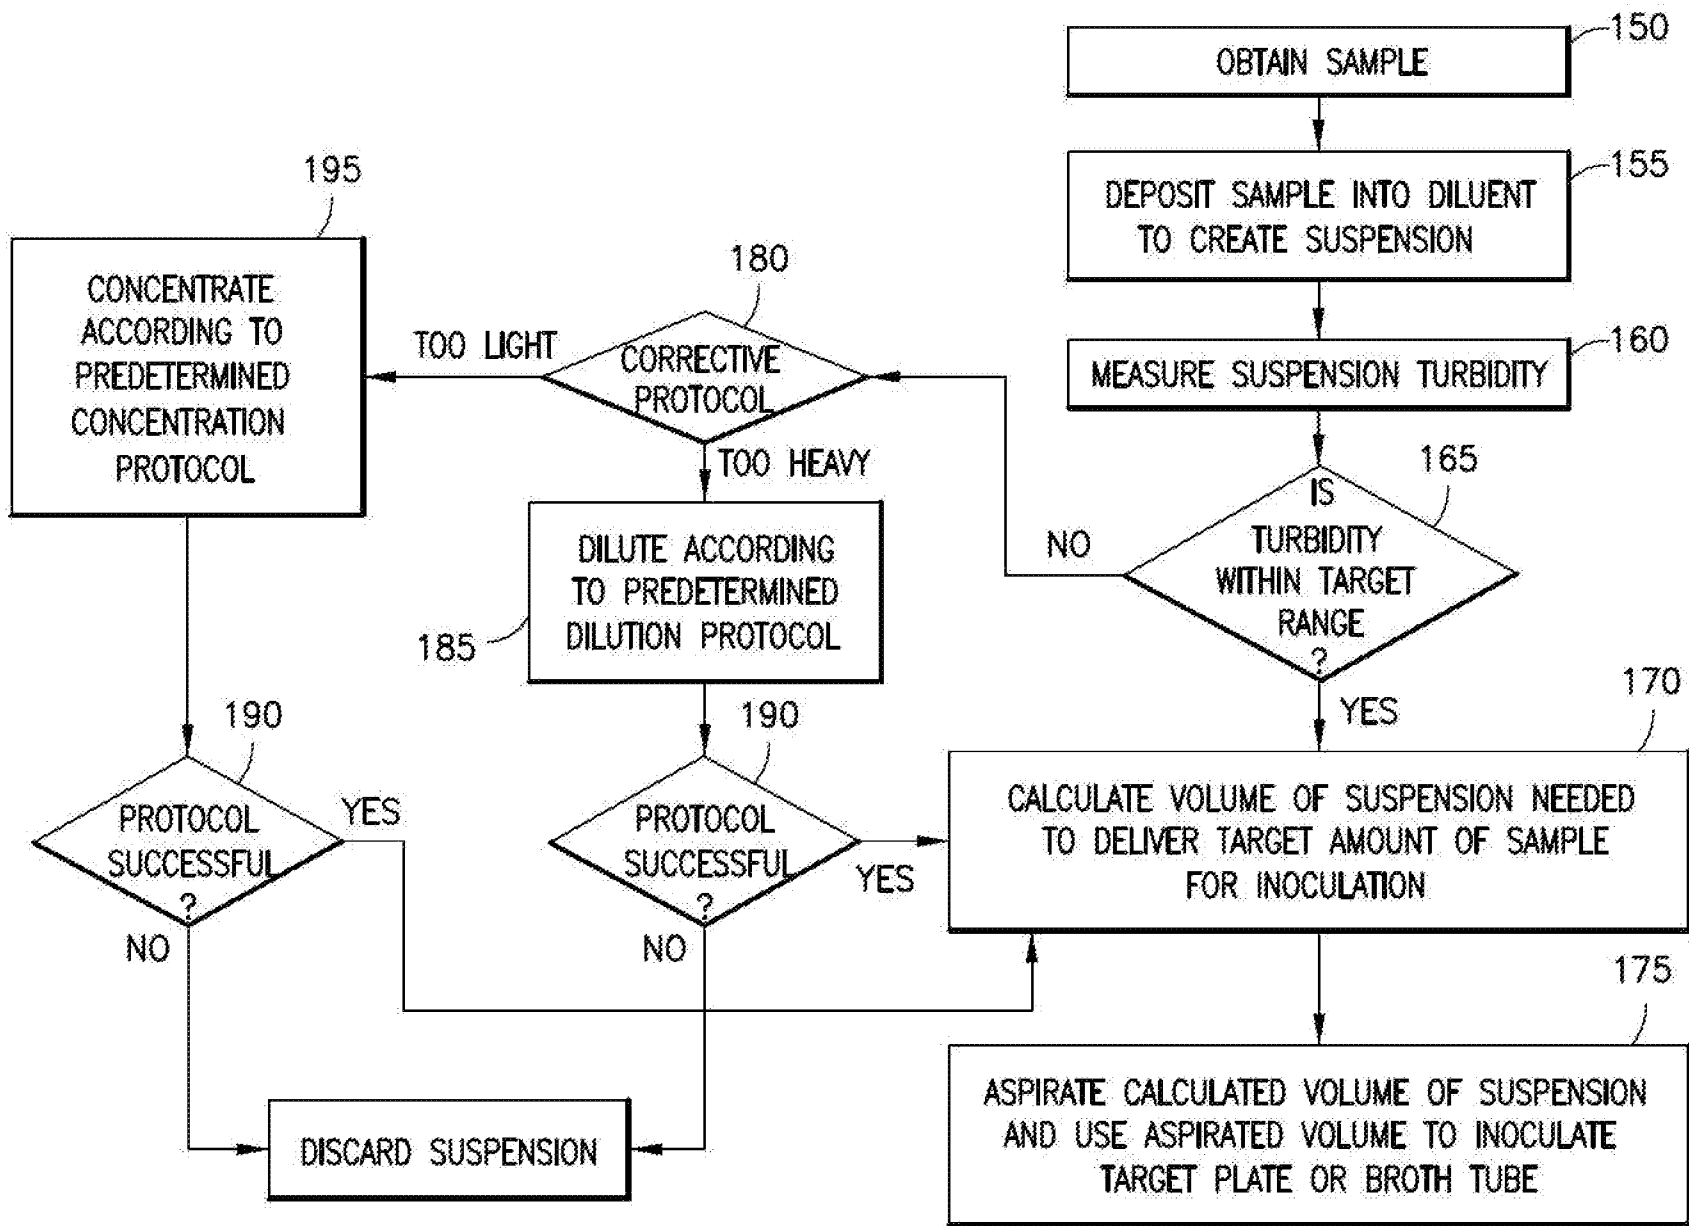 150
OBTAIN SAMPLE
155
DEPOSIT SAMPLE INTO DILUENT
TO CREATE SUSPENSION
160
MEASURE SUSPENSION TURBIDITY
165
IS
TURBIDITY
WITHIN TARGET
RANGE
?
NO
YES
180
CORRECTIVE
PROTOCOL
TOO LIGHT
TOO HEAVY
195
CONCENTRATE
ACCORDING TO
PREDETERMINED
CONCENTRATION
PROTOCOL
185
DILUTE ACCORDING
TO PREDETERMINED
DILUTION PROTOCOL
190
PROTOCOL
SUCCESSFUL
?
YES
NO
190
PROTOCOL
SUCCESSFUL
?
YES
NO
170
CALCULATE VOLUME OF SUSPENSION NEEDED
TO DELIVER TARGET AMOUNT OF SAMPLE
FOR INOCULATION
175
ASPIRATE CALCULATED VOLUME OF SUSPENSION
AND USE ASPIRATED VOLUME TO INOCULATE
TARGET PLATE OR BROTH TUBE
DISCARD SUSPENSION